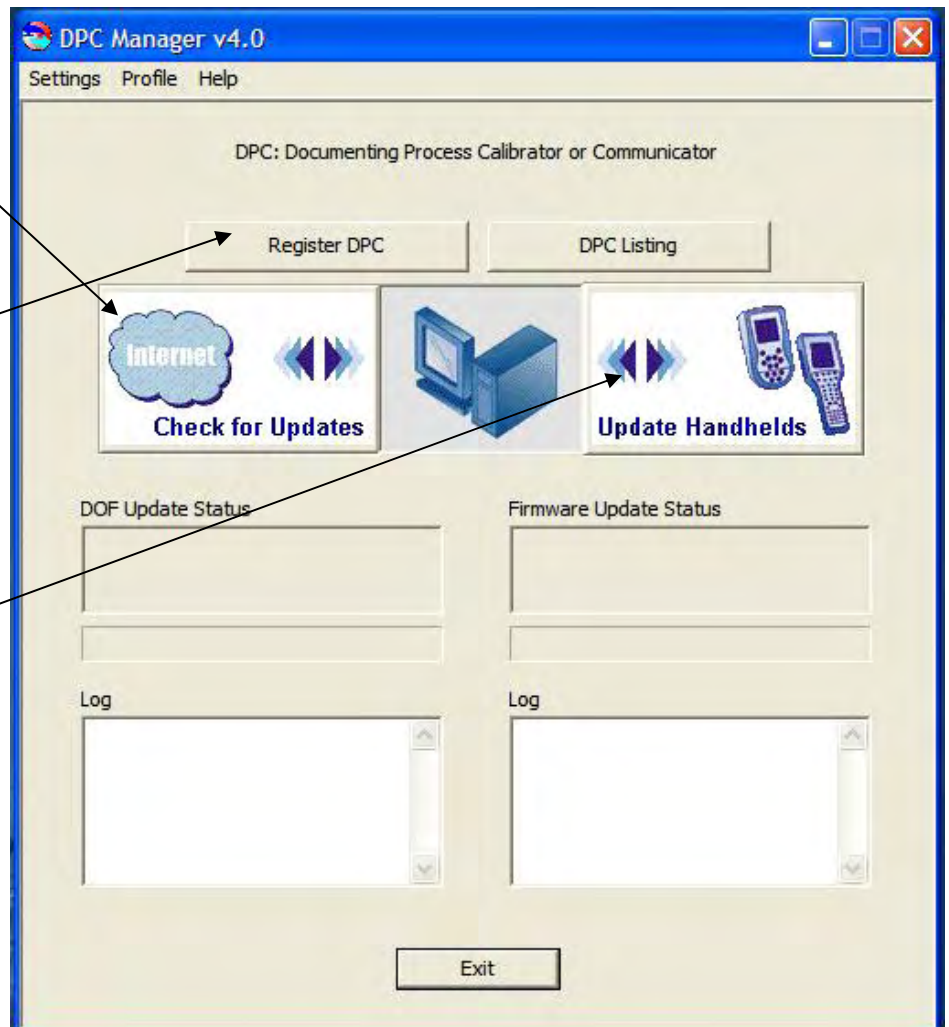 DPC Manager v4.0
Settings Profile Help
DPC: Documenting Process Calibrator or Communicator
Register DPC
DPC Listing
Internet
Check for Updates
Update Handhelds
DOF Update Status
Firmware Update Status
Log
Log
Exit